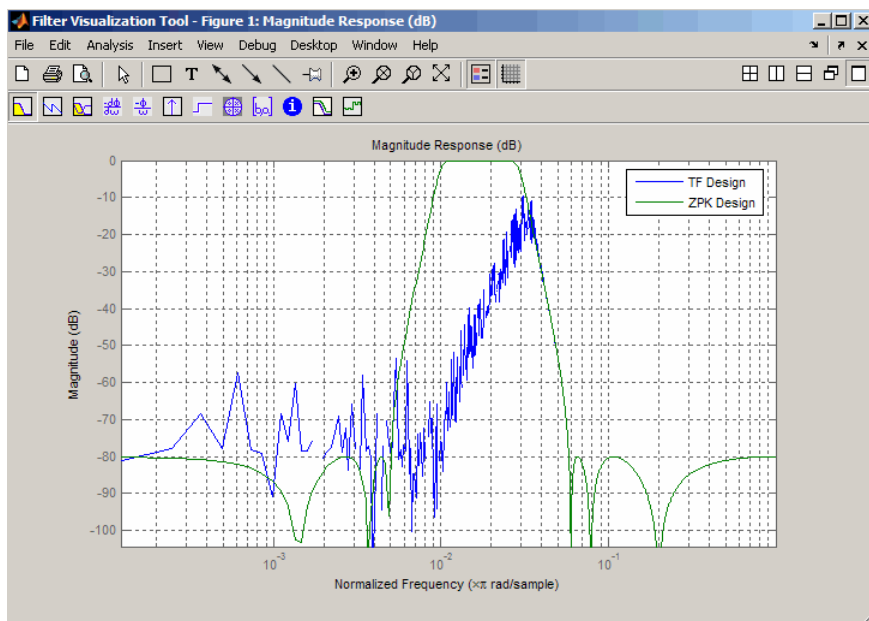 Filter Visualization Tool - Figure 1: Magnitude Response (dB)
File Edit Analysis Insert View Debug Desktop Window Help
Magnitude Response (dB)
TF Design
ZPK Design
0
-10
-20
-30
-40
-50
-60
-70
-80
-90
-100
Magnitude (dB)
10^-3
10^-2
10^-1
Normalized Frequency (×π rad/sample)